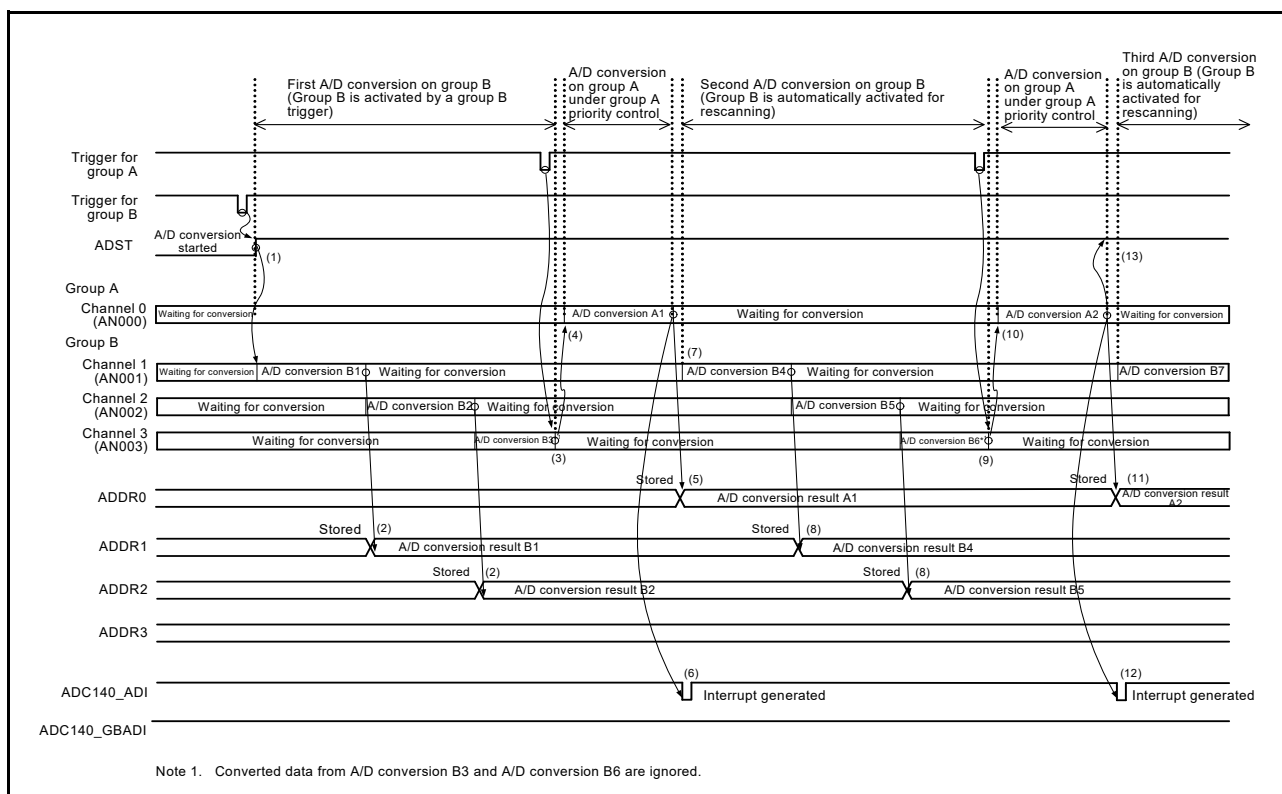 First A/D conversion on group B
(Group B is activated by a group B
trigger)
A/D conversion
on group A
under group A
priority control
Second A/D conversion on group B
(Group B is automatically activated for
rescanning)
A/D conversion
on group A
under group A
priority control
Third A/D conversion
on group B (Group B
is automatically
activated for
rescanning)
Trigger for
group A
Trigger for
group B
ADST
A/D conversion
started
(1)
(13)
Group A
Channel 0
(AN000)
Waiting for conversion
(4)
A/D conversion A1
Waiting for conversion
(10)
A/D conversion A2
Waiting for conversion
Group B
(7)
Channel 1
(AN001)
Waiting for conversion
A/D conversion B1
Waiting for conversion
A/D conversion B4
Waiting for conversion
A/D conversion B7
Channel 2
(AN002)
Waiting for conversion
A/D conversion B2
Waiting for conversion
A/D conversion B5
Waiting for conversion
Channel 3
(AN003)
Waiting for conversion
A/D conversion B3
Waiting for conversion
A/D conversion B6*
Waiting for conversion
(3)
(9)
ADDR0
Stored
(5)
A/D conversion result A1
Stored
(11)
A/D conversion result
A2
ADDR1
Stored
(2)
A/D conversion result B1
(8)
Stored
A/D conversion result B4
ADDR2
Stored
(2)
A/D conversion result B2
Stored
(8)
A/D conversion result B5
ADDR3
ADC140_ADI
(6)
Interrupt generated
(12)
Interrupt generated
ADC140_GBADI
Note 1. Converted data from A/D conversion B3 and A/D conversion B6 are ignored.